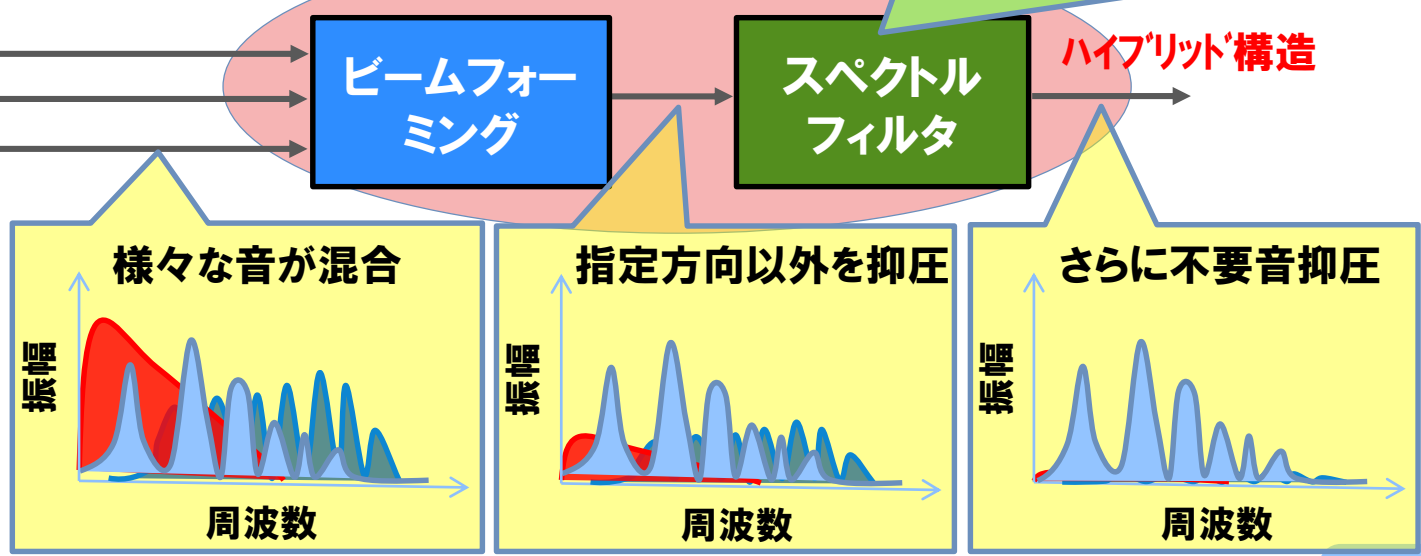 ビームフォー
ミング
スペクトル
フィルタ
ハイブリッド構造
様々な音が混合
振幅
周波数
指定方向以外を抑圧
振幅
周波数
さらに不要音抑圧
振幅
周波数